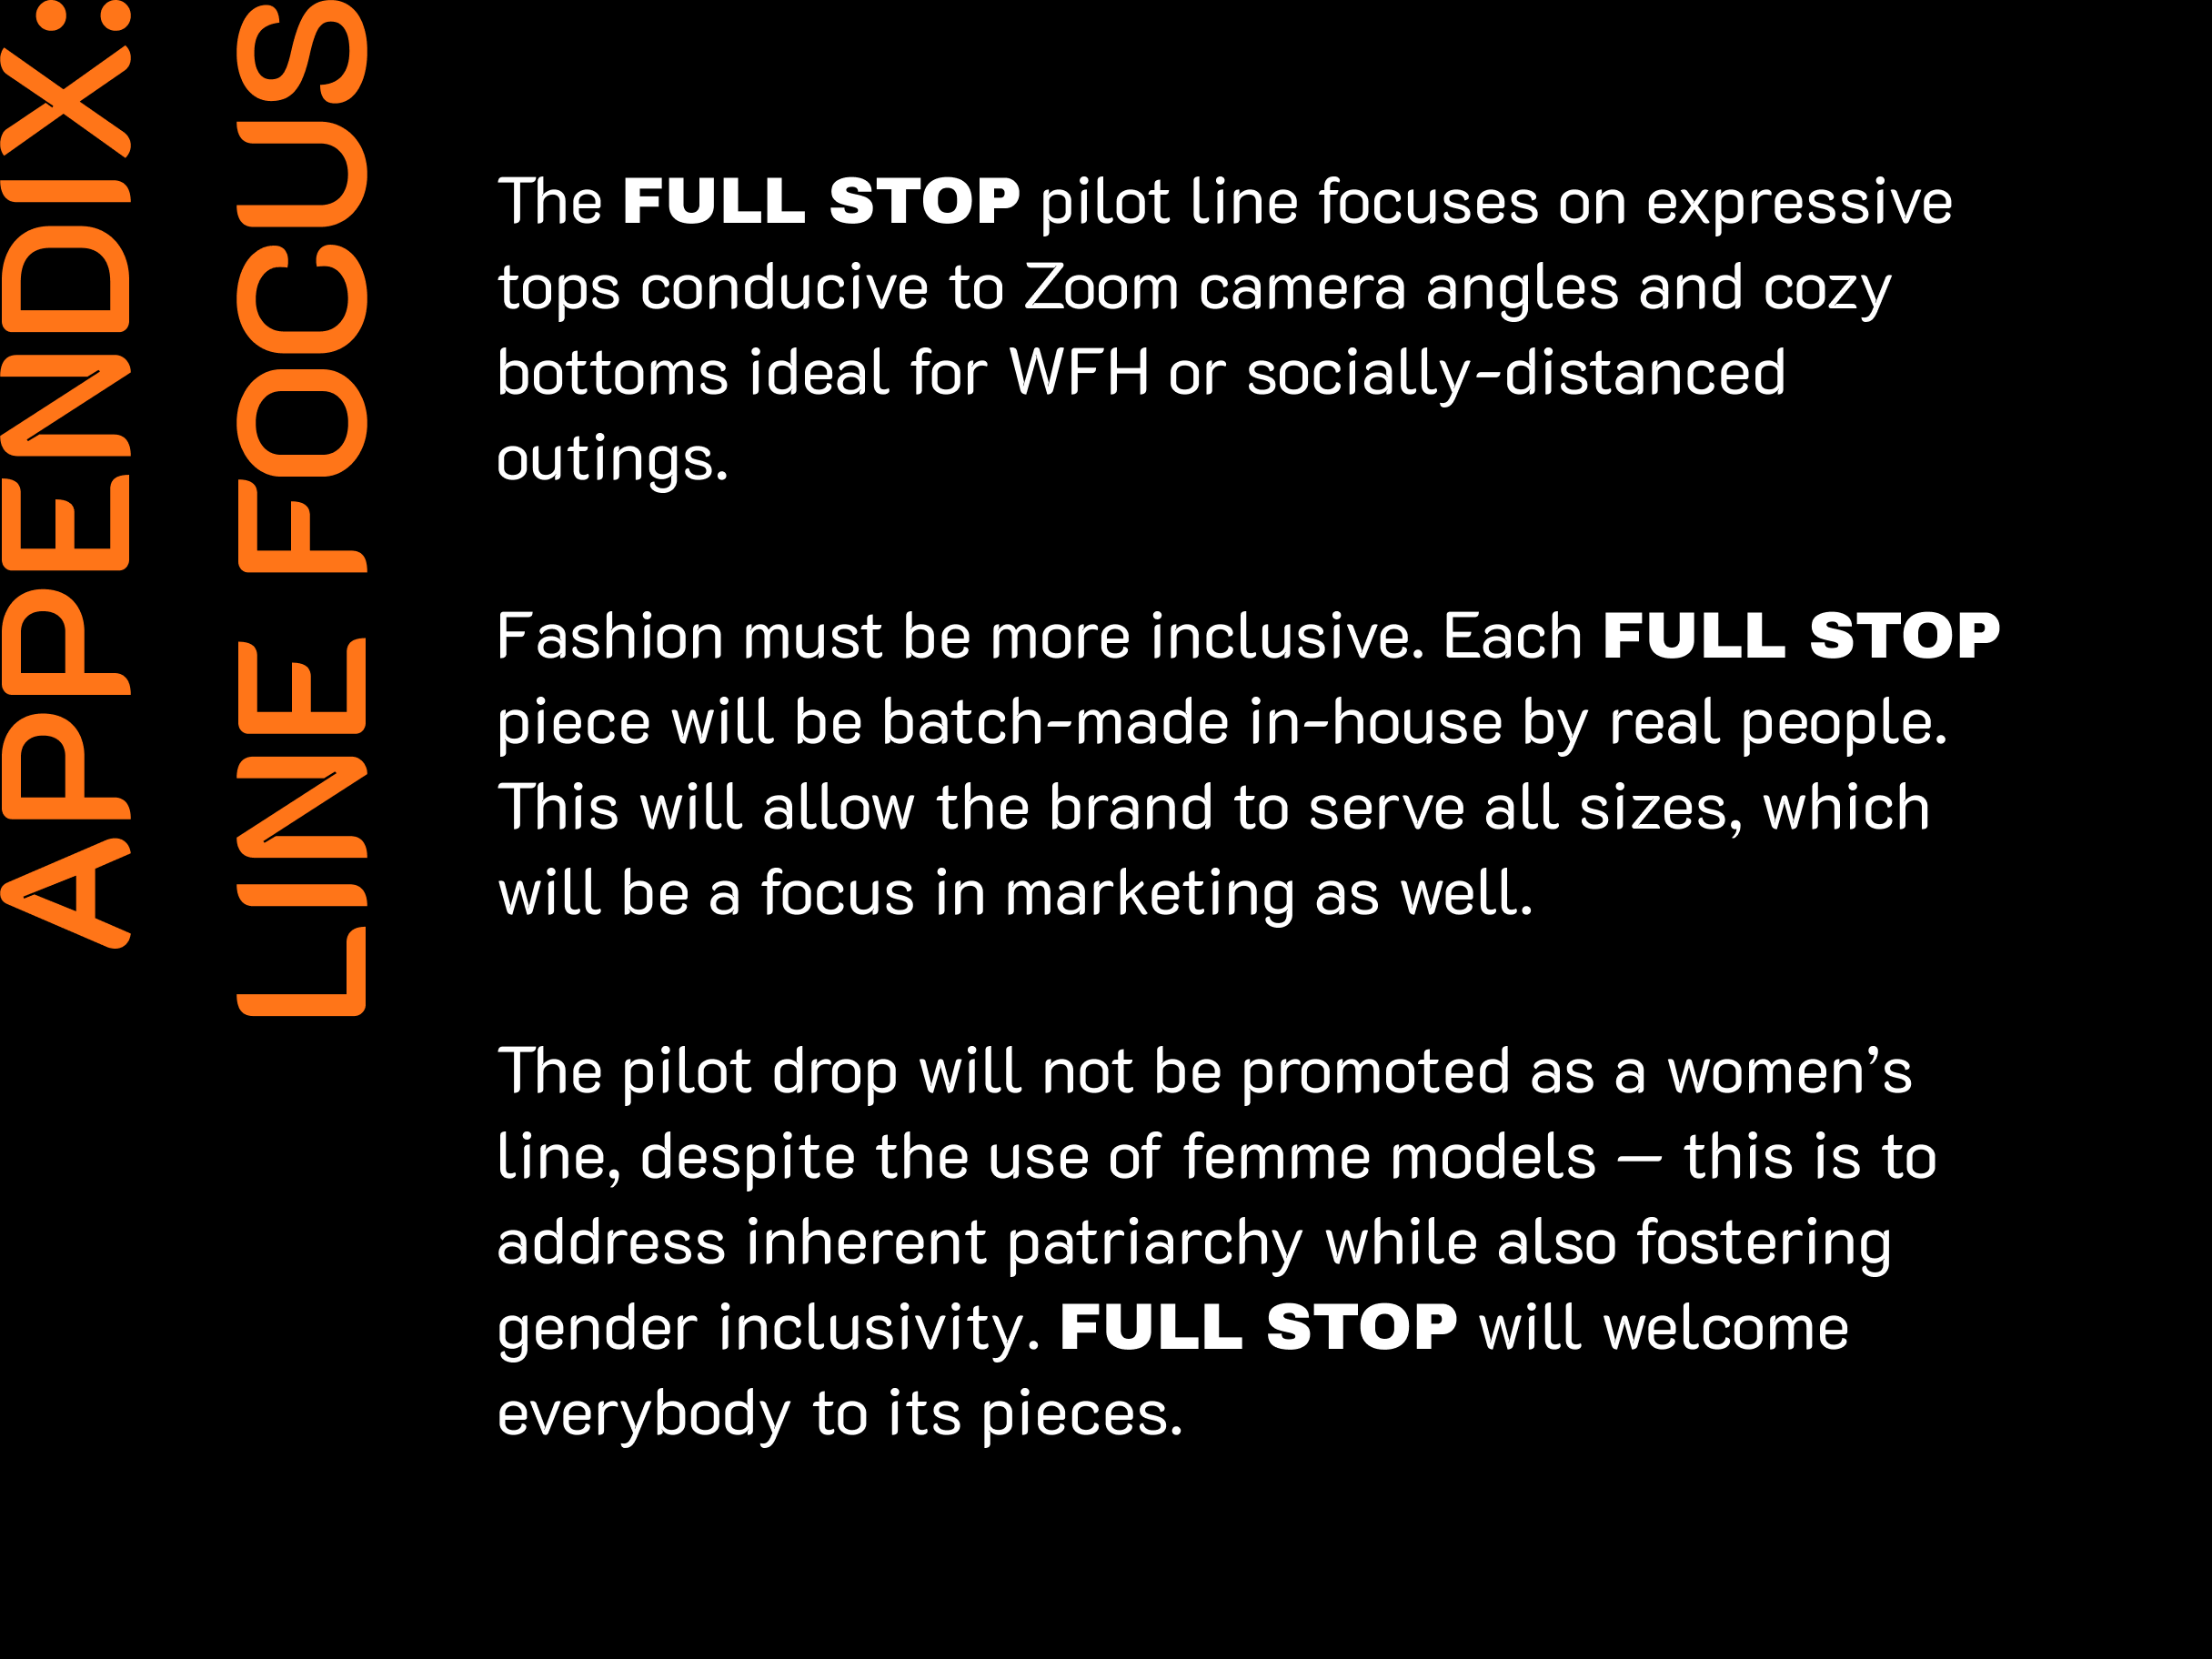 APPENDIX:
LINE FOCUS
The FULL STOP pilot line focuses on expressive
tops conducive to Zoom camera angles and cozy
bottoms ideal for WFH or socially-distanced
outings.
Fashion must be more inclusive. Each FULL STOP
piece will be batch-made in-house by real people.
This will allow the brand to serve all sizes, which
will be a focus in marketing as well.
The pilot drop will not be promoted as a women’s
line, despite the use of femme models — this is to
address inherent patriarchy while also fostering
gender inclusivity. FULL STOP will welcome
everybody to its pieces.